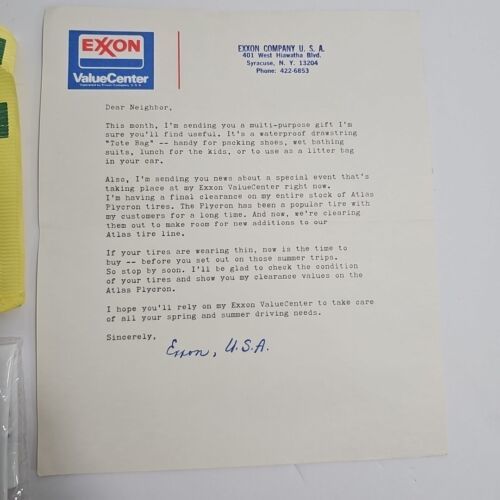 EXXON
ValueCenter
EXXON COMPANY U. S. A.
401 West Hiawatha Blvd.
Syracuse, N. Y. 13204
Phone: 422-6853
Dear Neighbor,
This month, I'm sending you a multi-purpose gift I'm
sure you'll find useful. It's a waterproof drawstring
"Tote Bag" -- handy for packing shoes, wet bathing
suits, lunch for the kids, or to use as a litter bag
in your car.
Also, I'm sending you news about a special event that's
taking place at my Exxon ValueCenter right now.
I'm having a final clearance on my entire stock of Atlas
Plycron tires. The Plycron has been a popular tire with
my customers for a long time. And now, we're clearing
them out to make room for new additions to our
Atlas tire line.
If your tires are wearing thin, now is the time to
buy -- before you set out on those summer trips.
So stop by soon. I'll be glad to check the condition
of your tires and show you my clearance values on the
Atlas Plycron.
I hope you'll rely on my Exxon ValueCenter to take care
of all your spring and summer driving needs.
Sincerely,
Exxon, U.S.A.